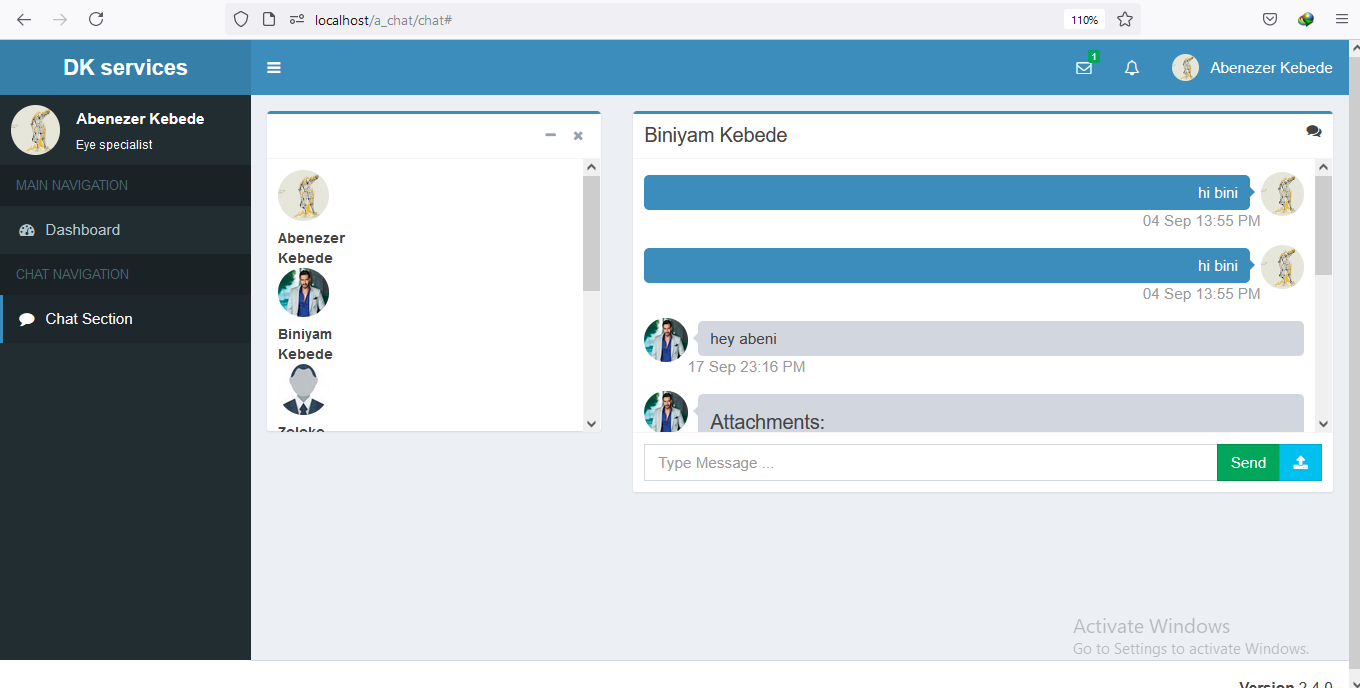 localhost/a_chat/chat#
110%
DK services
1
Abenezer Kebede
Abenezer Kebede
Eye specialist
MAIN NAVIGATION
Dashboard
CHAT NAVIGATION
Chat Section
Abenezer
Kebede
Biniyam
Kebede
Biniyam Kebede
hi bini
04 Sep 13:55 PM
hi bini
04 Sep 13:55 PM
hey abeni
17 Sep 23:16 PM
Attachments:
Type Message ...
Send
Activate Windows
Go to Settings to activate Windows.
Version 2.4.0